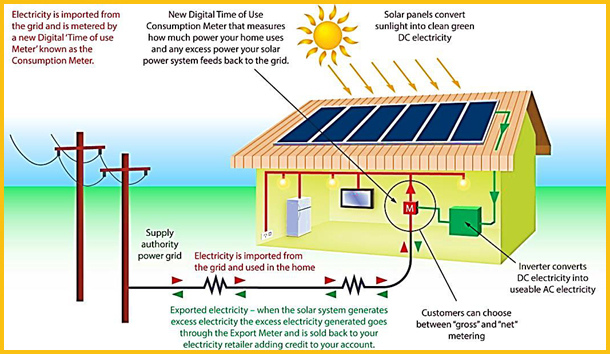 Electricity is imported from
the grid and is metered by
a new Digital 'Time of use
Meter' known as the
Consumption Meter.
New Digital Time of Use
Consumption Meter that measures
how much power your home uses
and any excess power your solar
power system feeds back to the grid.
Solar panels convert
sunlight into clean green
DC electricity
M
Supply
authority
power grid
Electricity is imported from
the grid and used in the home
Inverter converts
DC electricity into
useable AC electricity
Customers can choose
between "gross" and "net"
metering
Exported electricity – when the solar system generates
excess electricity the excess electricity generated goes
through the Export Meter and is sold back to your
electricity retailer adding credit to your account.